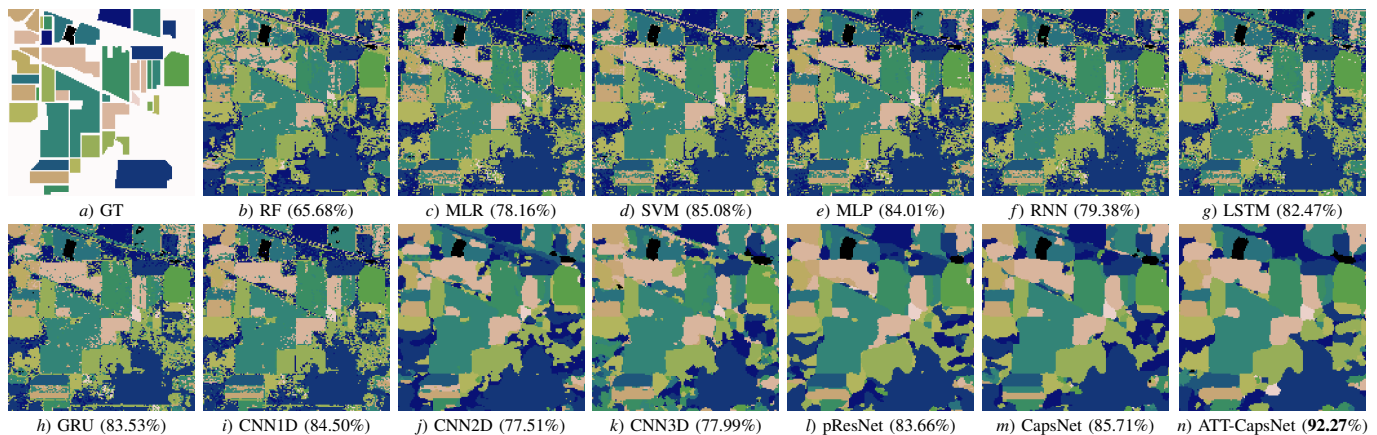 a) GT
b) RF (65.68%)
c) MLR (78.16%)
d) SVM (85.08%)
e) MLP (84.01%)
f) RNN (79.38%)
g) LSTM (82.47%)
h) GRU (83.53%)
i) CNN1D (84.50%)
j) CNN2D (77.51%)
k) CNN3D (77.99%)
l) pResNet (83.66%)
m) CapsNet (85.71%)
n) ATT-CapsNet (92.27%)